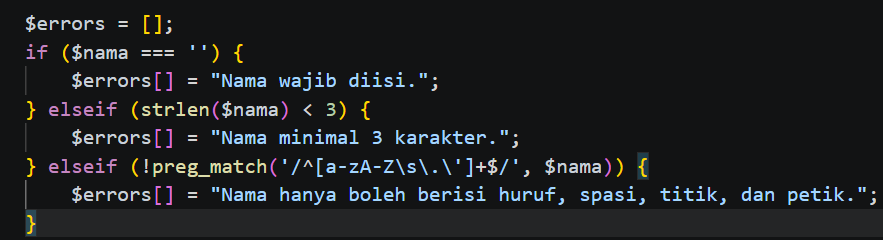 $errors = [];
if ($nama === '') {
    $errors[] = "Nama wajib diisi.";
} elseif (strlen($nama) < 3) {
    $errors[] = "Nama minimal 3 karakter.";
} elseif (!preg_match('/^[a-zA-Z\s\.\']+$/', $nama)) {
    $errors[] = "Nama hanya boleh berisi huruf, spasi, titik, dan petik.";
}